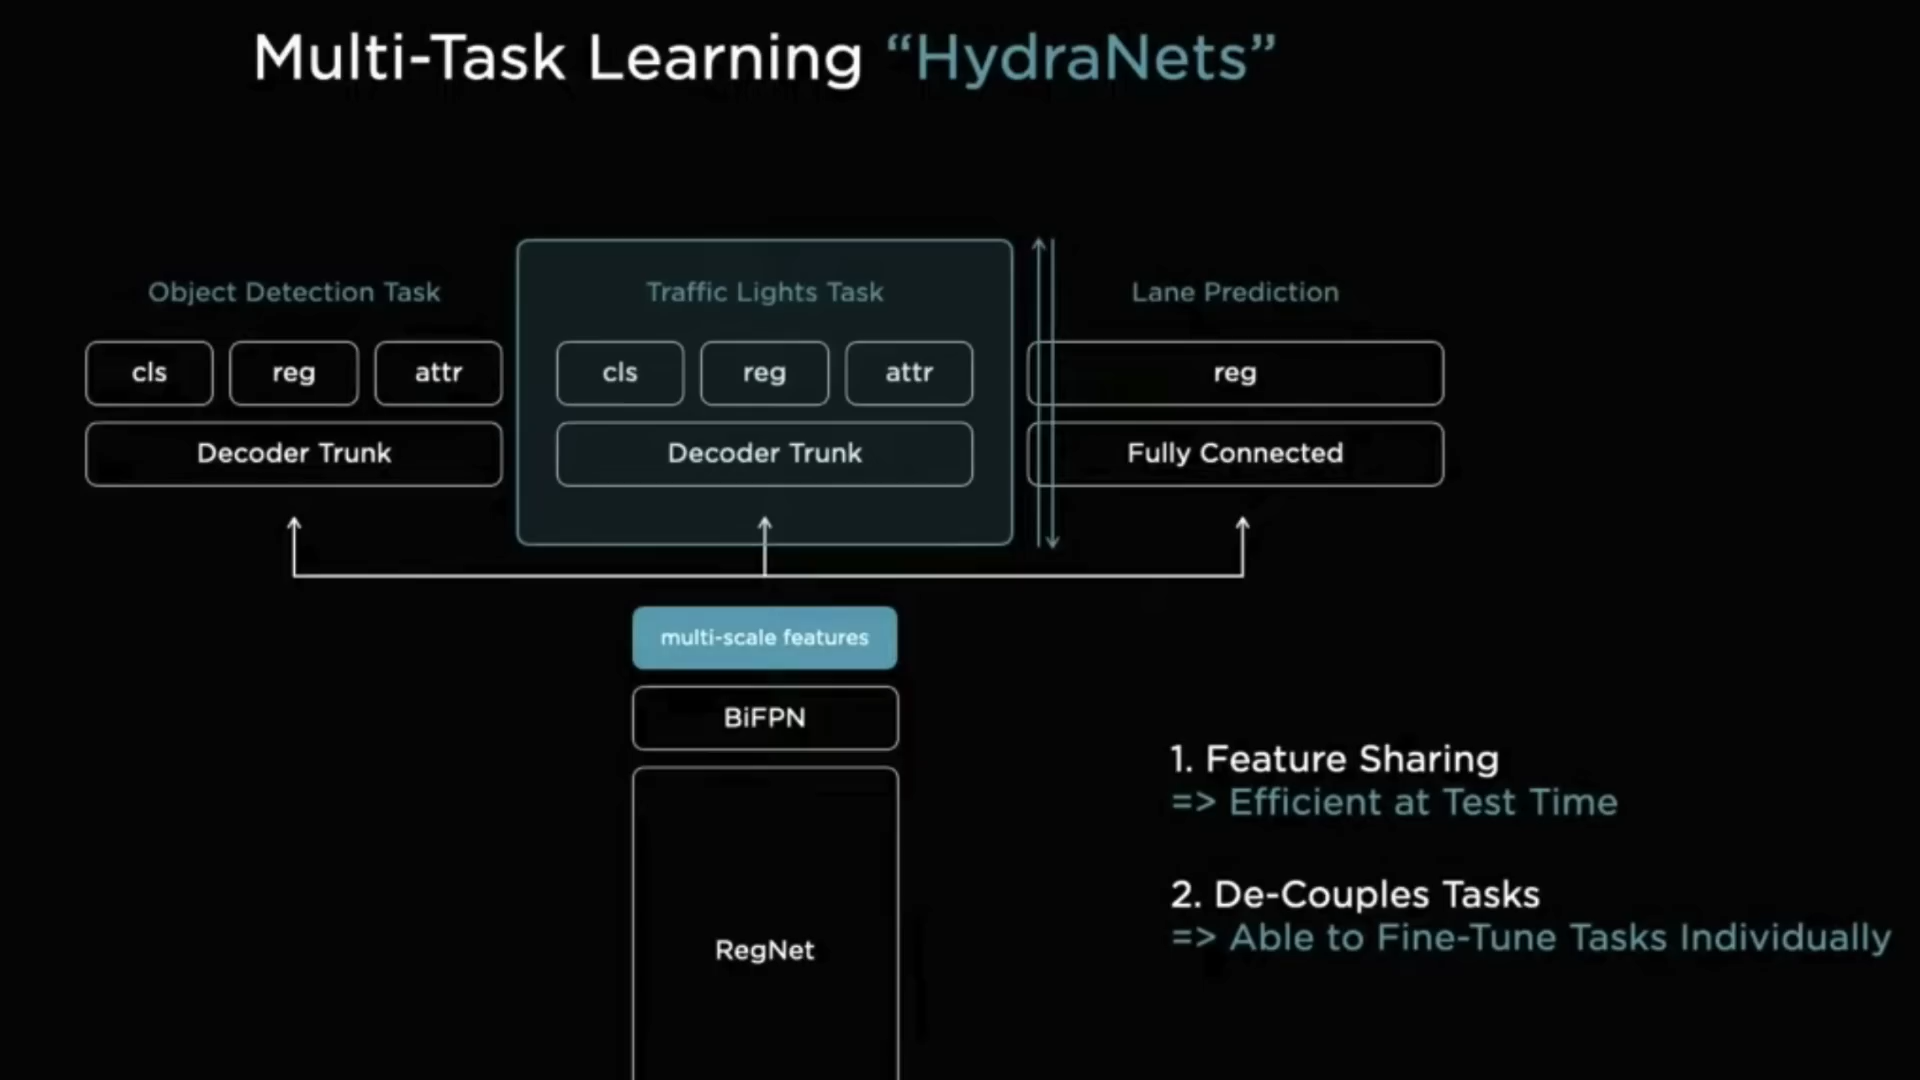 Multi-Task Learning “HydraNets”
Object Detection Task
Traffic Lights Task
Lane Prediction
cls reg attr
cls reg attr
reg
Decoder Trunk
Decoder Trunk
Fully Connected
multi-scale features
BiFPN
RegNet
1. Feature Sharing
=> Efficient at Test Time
2. De-Couples Tasks
=> Able to Fine-Tune Tasks Individually